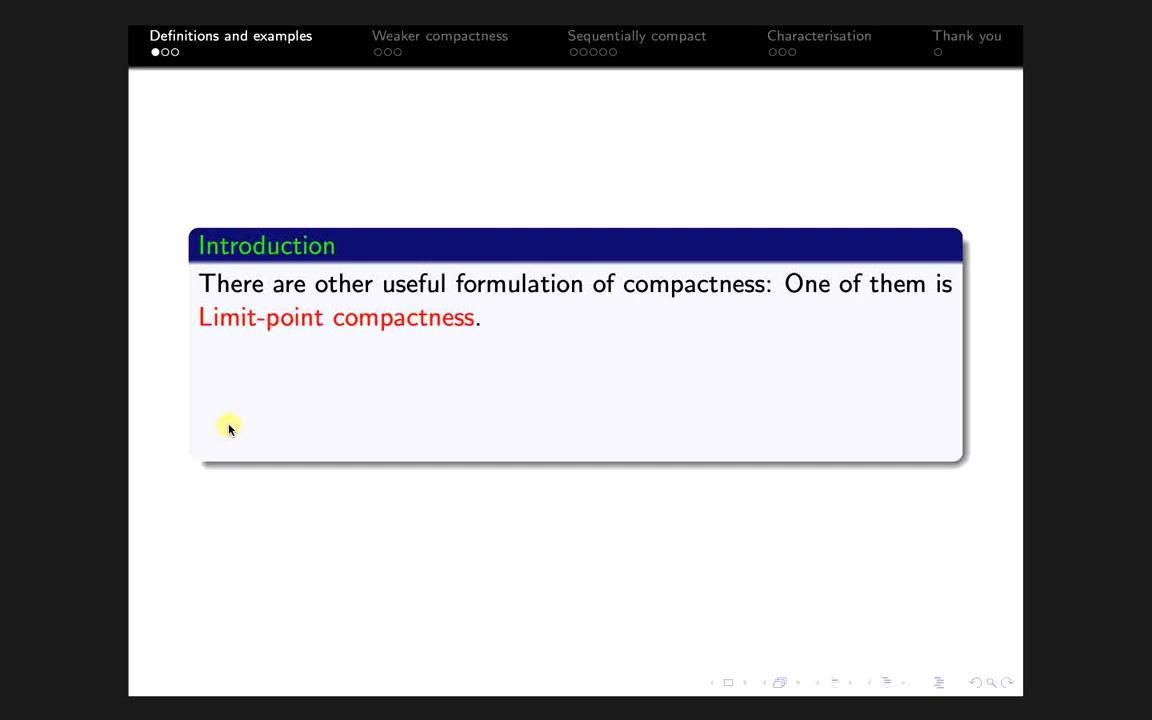 Definitions and examples Weaker compactness Sequentially compact Characterisation Thank you
Introduction
There are other useful formulation of compactness: One of them is
Limit-point compactness.